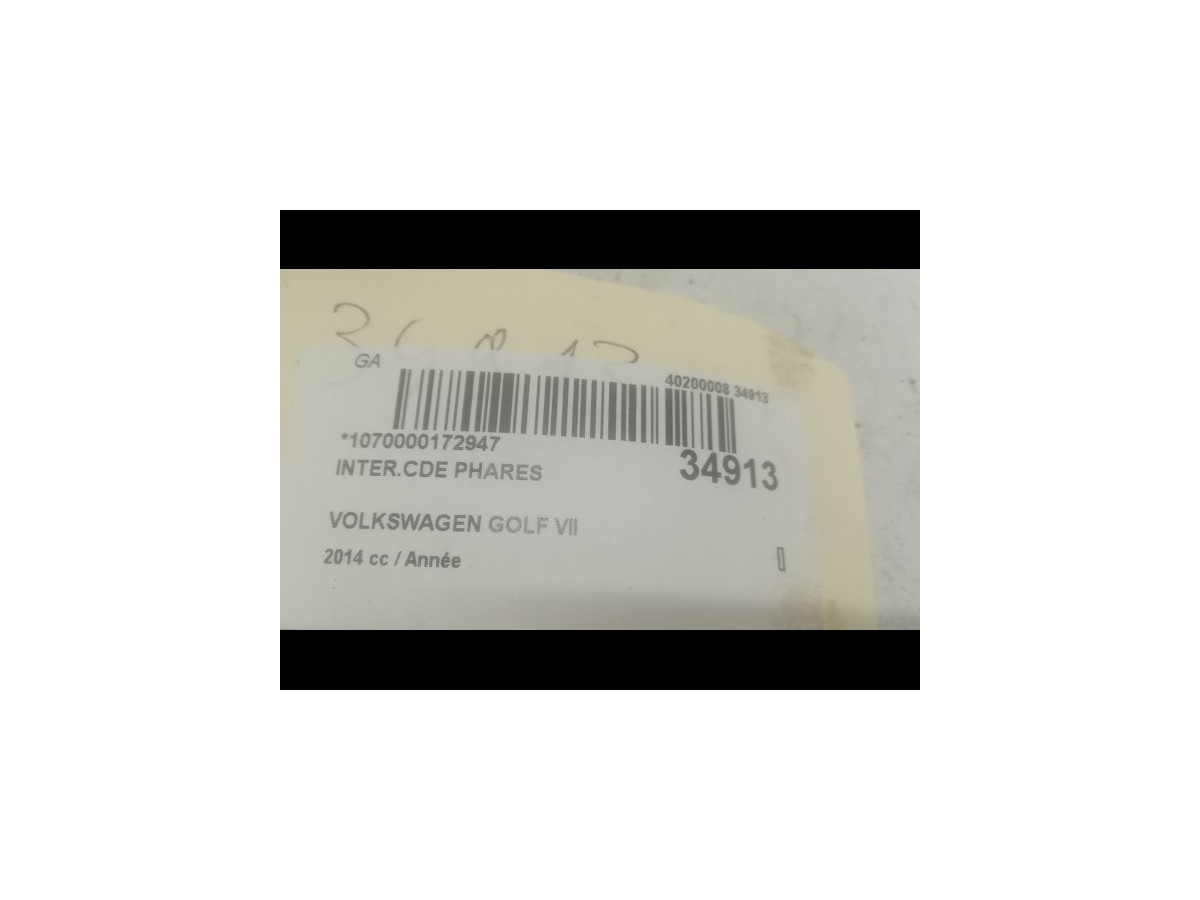 GA
40200008 34913
*1070000172947
34913
INTER.CDE PHARES
VOLKSWAGEN GOLF VII
2014 cc / Année